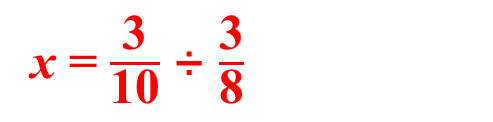 x = 3/10 ÷ 3/8